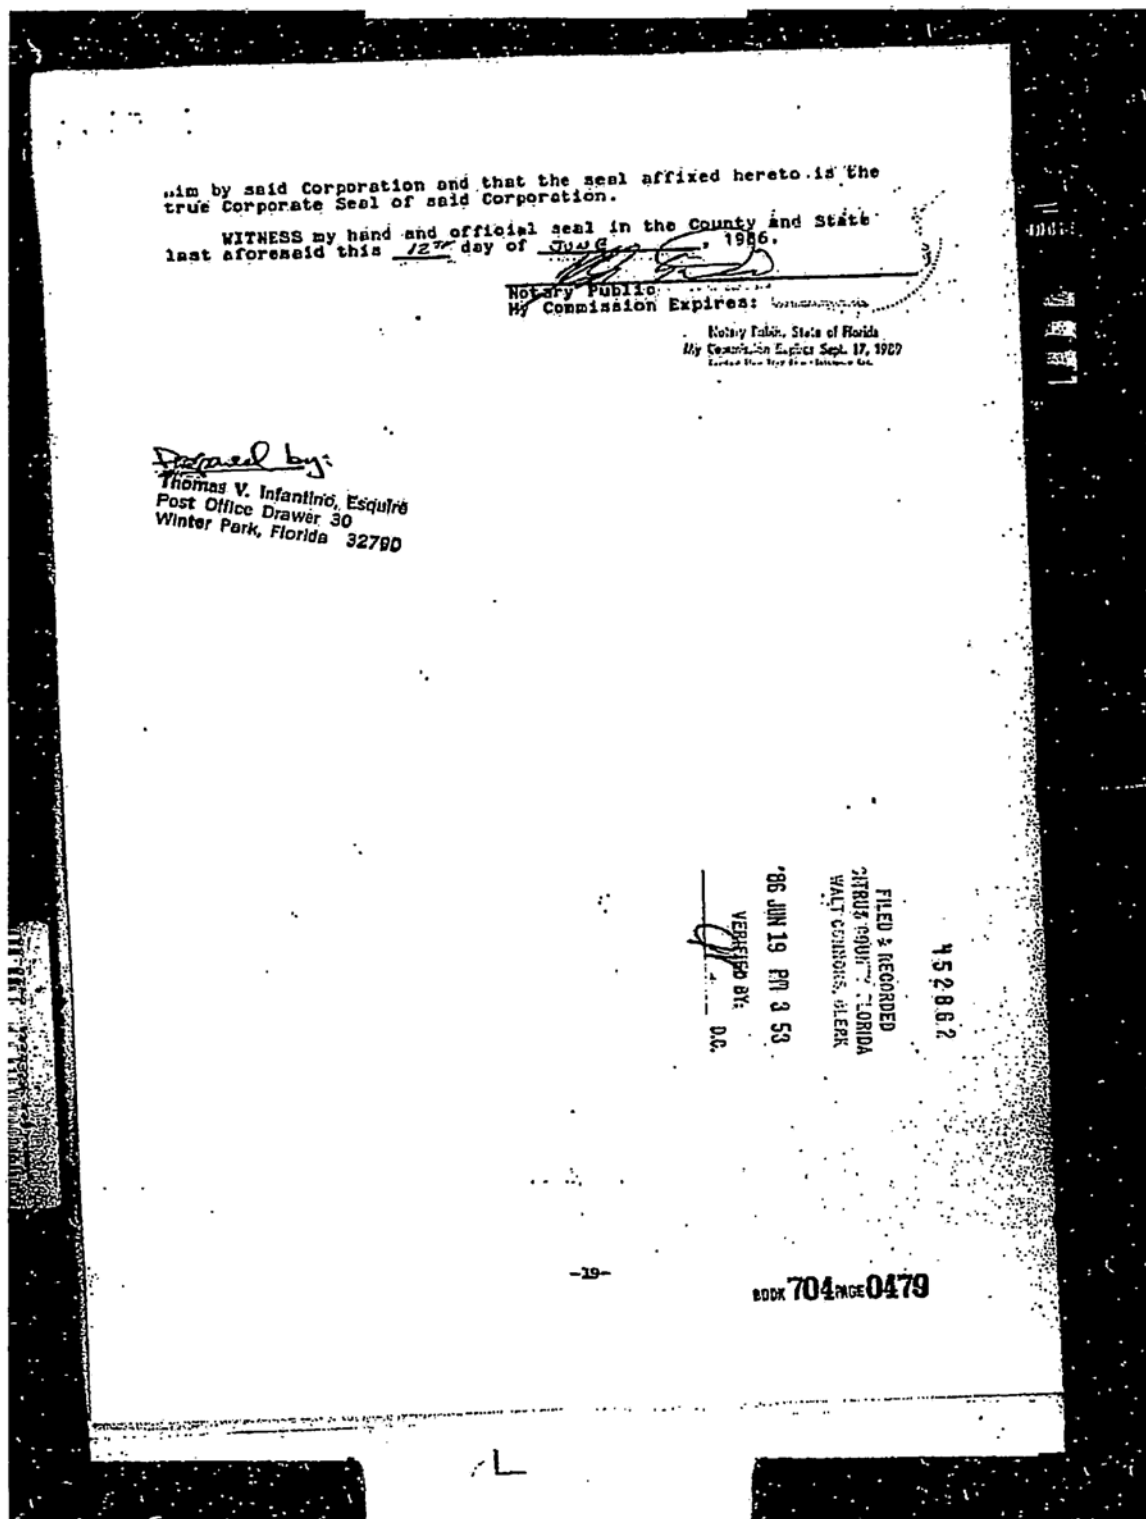 him by said Corporation and that the seal affixed hereto is the
true Corporate Seal of said Corporation.
WITNESS my hand and official seal in the County and State
last aforesaid this 12TH day of JUNE, 1986.
Notary Public
My Commission Expires:
Notary Public, State of Florida
My Commission Expires Sept. 17, 1989
Prepared by:
Thomas V. Infantino, Esquire
Post Office Drawer 30
Winter Park, Florida 32790
452862
FILED & RECORDED
CITRUS COUNTY FLORIDA
WALT CONNORS, CLERK
'86 JUN 19 PM 3 53
VERIFIED BY:
D.C.
-19-
BOOK 704 PAGE 0479